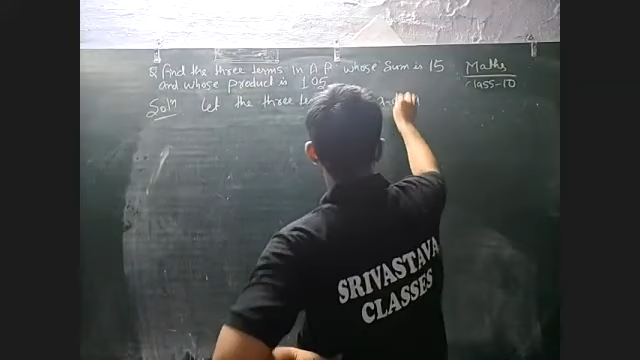 Q Find the three terms in A.P. whose Sum is 15
and whose product is 105
Maths
class-10
Soln Let the three
SRIVASTAVA
CLASSES